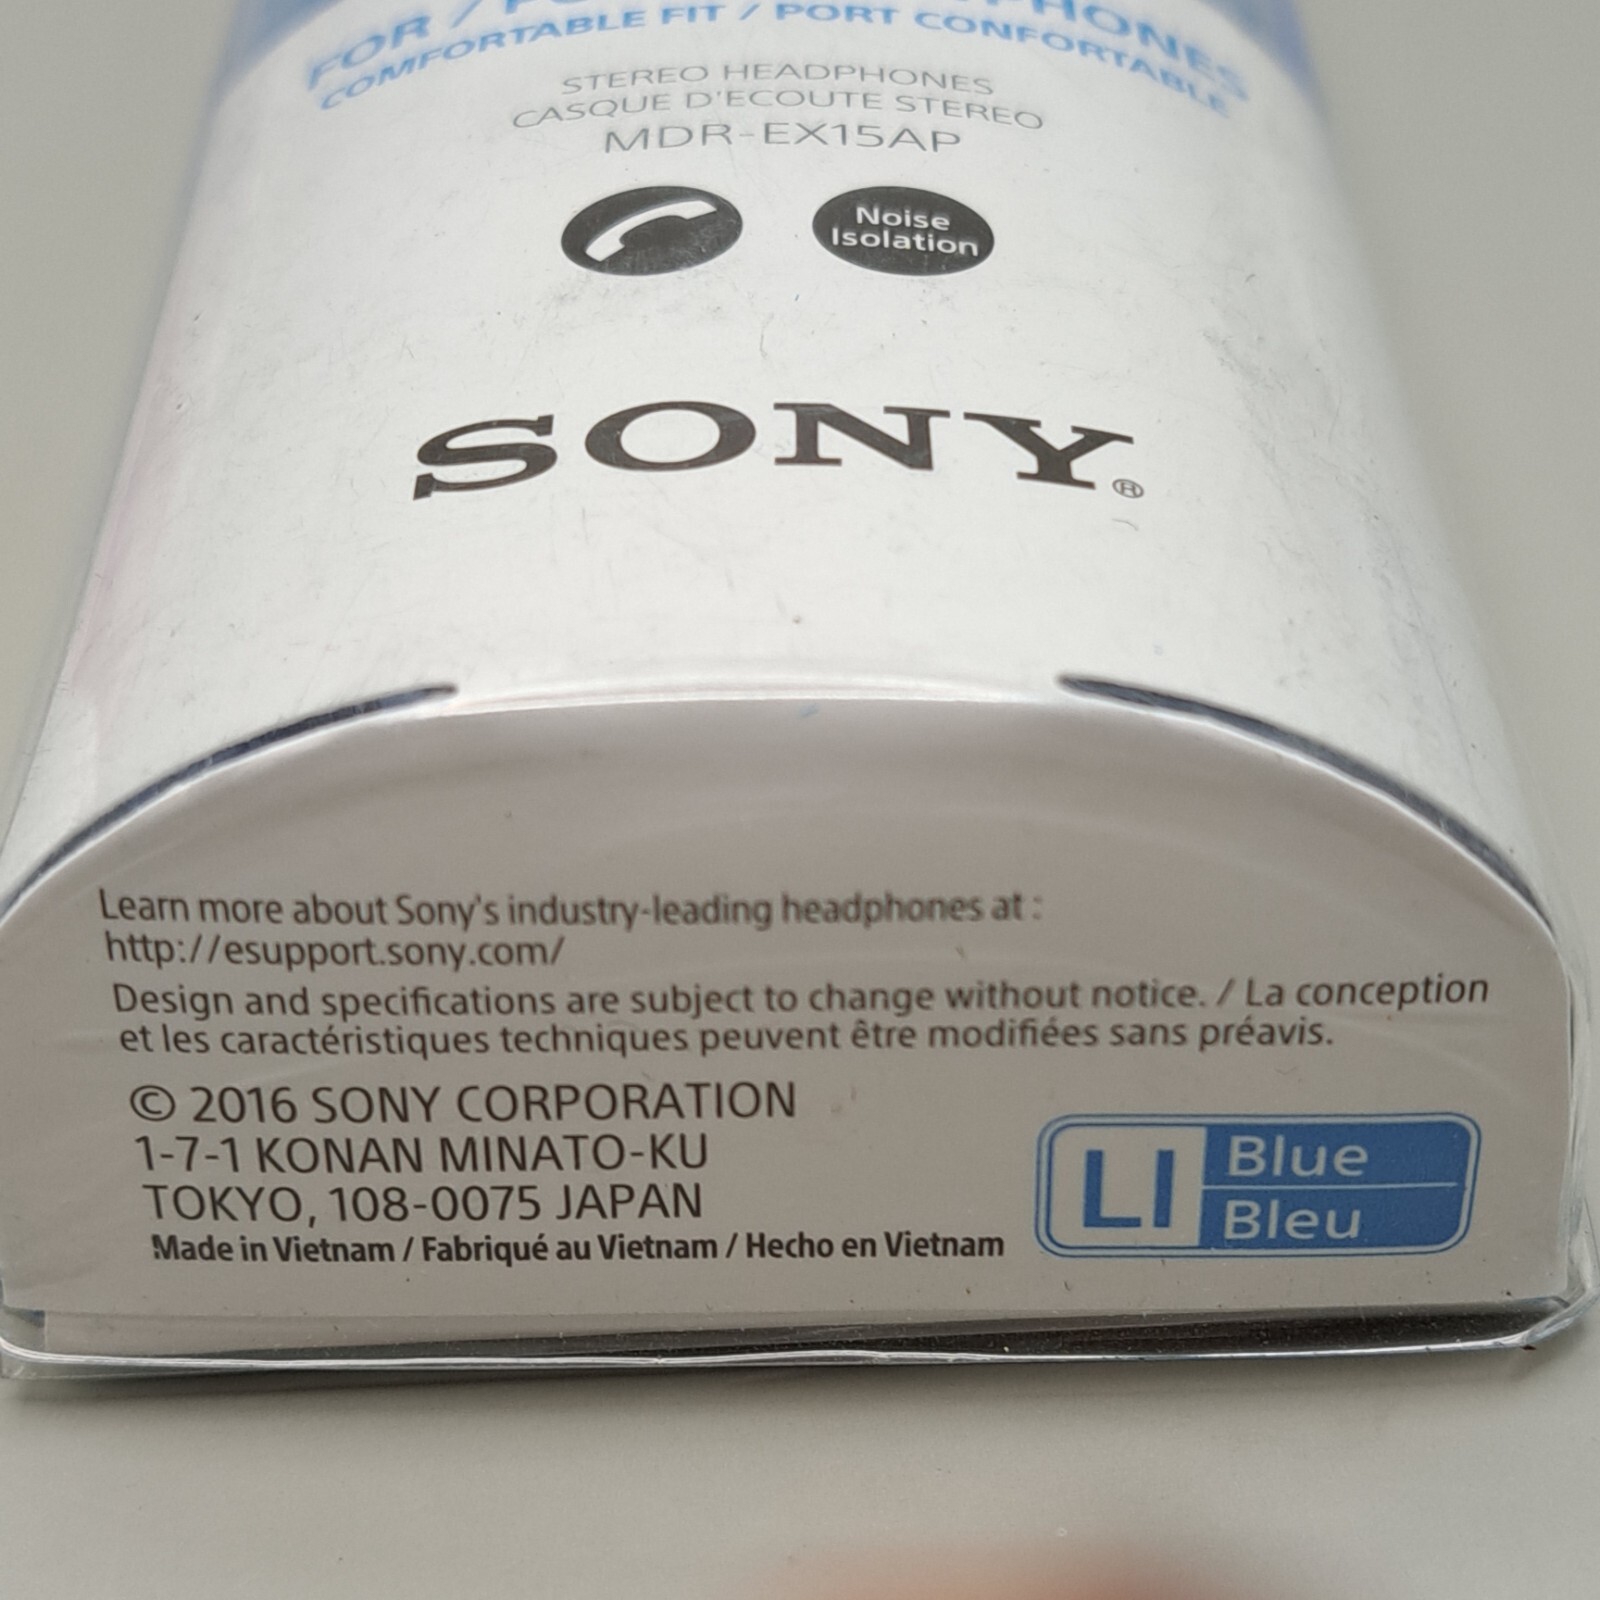 FOR /
COMFORTABLE FIT / PORT CONFORTABLE
STEREO HEADPHONES
CASQUE D'ECOUTE STEREO
MDR-EX15AP
Noise
Isolation
SONY®
Learn more about Sony's industry-leading headphones at :
http://esupport.sony.com/
Design and specifications are subject to change without notice. / La conception
et les caractéristiques techniques peuvent être modifiées sans préavis.
© 2016 SONY CORPORATION
1-7-1 KONAN MINATO-KU
TOKYO, 108-0075 JAPAN
Made in Vietnam / Fabriqué au Vietnam / Hecho en Vietnam
LI
Blue
Bleu